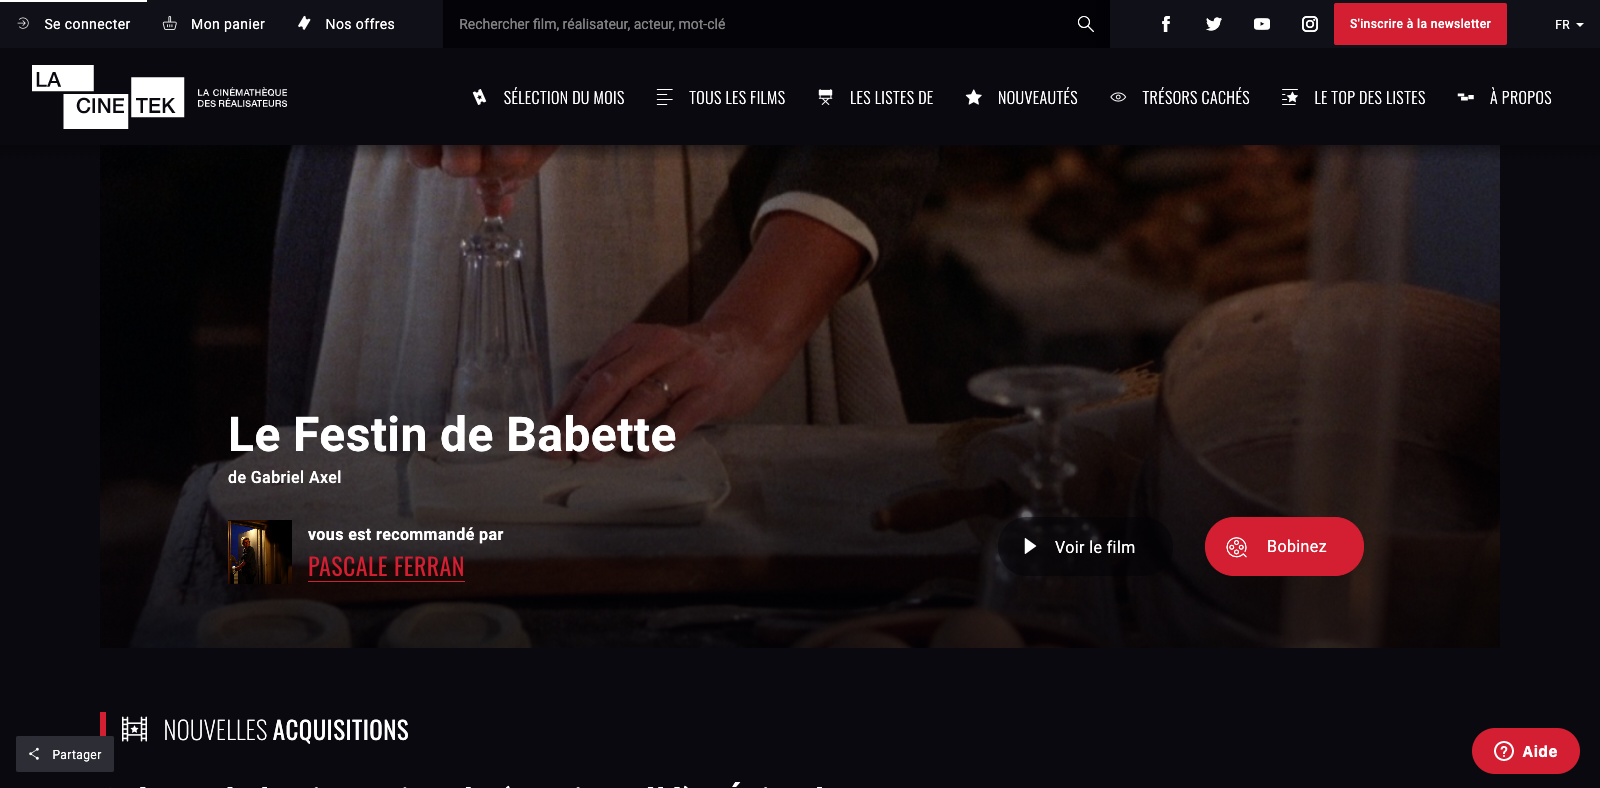 Se connecter
Mon panier
Nos offres
Rechercher film, réalisateur, acteur, mot-clé
S'inscrire à la newsletter
FR
LA
CINE TEK
LA CINÉMATHÈQUE
DES RÉALISATEURS
SÉLECTION DU MOIS
TOUS LES FILMS
LES LISTES DE
NOUVEAUTÉS
TRÉSORS CACHÉS
LE TOP DES LISTES
À PROPOS
Le Festin de Babette
de Gabriel Axel
vous est recommandé par
PASCALE FERRAN
Voir le film
Bobinez
NOUVELLES ACQUISITIONS
Partager
Aide